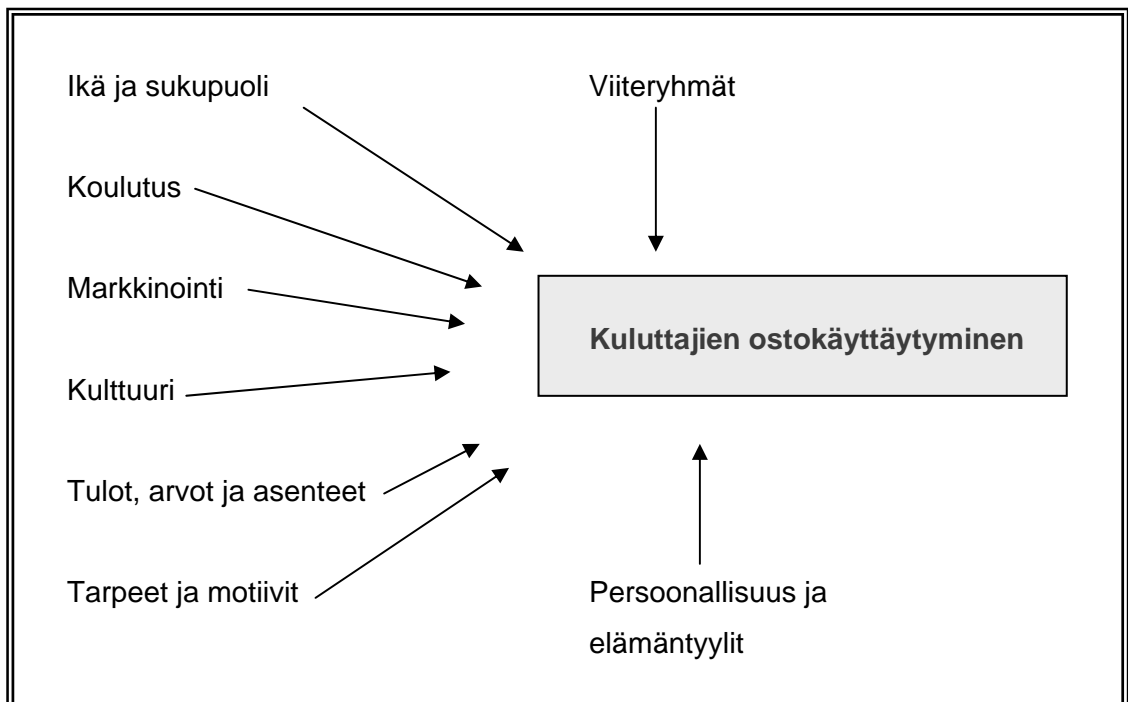 Ikä ja sukupuoli
Viiteryhmät
Koulutus
Markkinointi
Kuluttajien ostokäyttäytyminen
Kulttuuri
Tulot, arvot ja asenteet
Tarpeet ja motiivit
Persoonallisuus ja
elämäntyylit